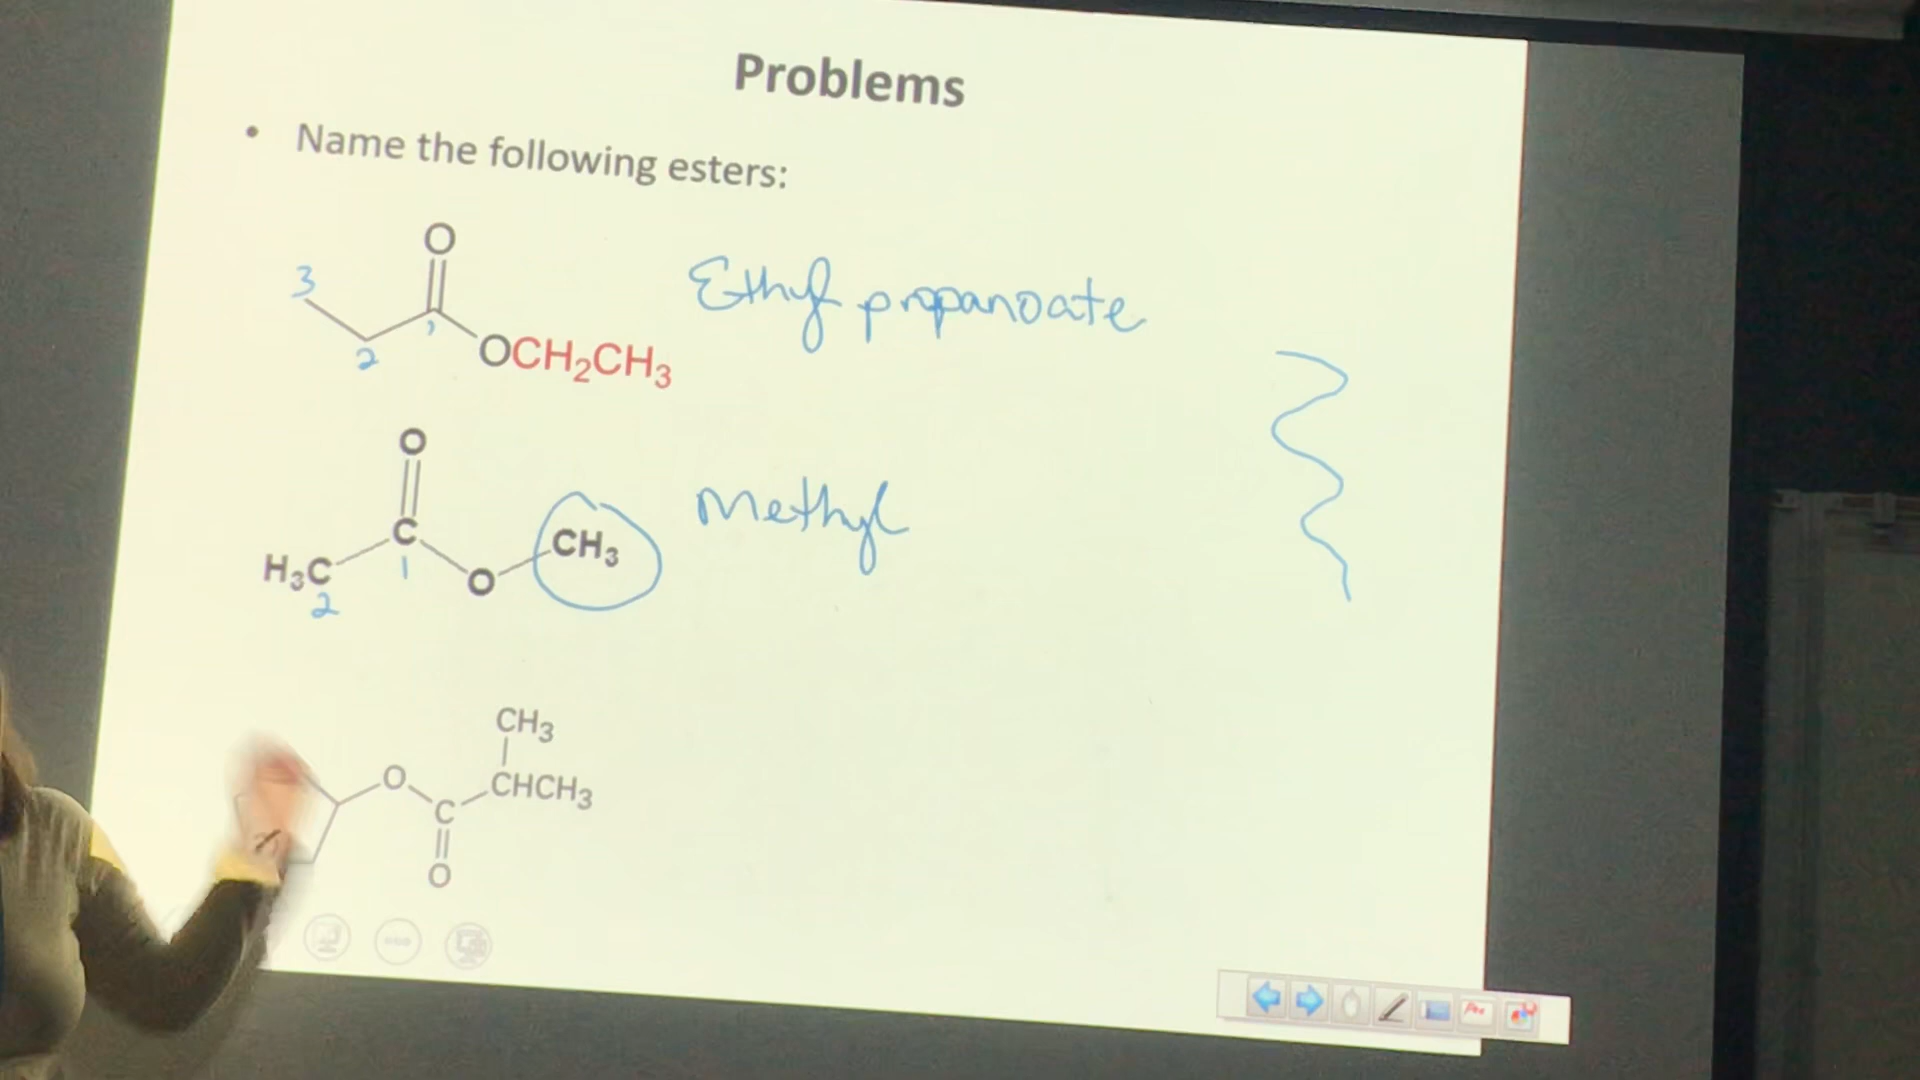 Problems
• Name the following esters:
O
3
1
2
OCH₂CH₃
Ethyl propanoate
O
C
H₃C
1
2
O
CH₃
Methyl
CH₃
O
CHCH₃
C
O